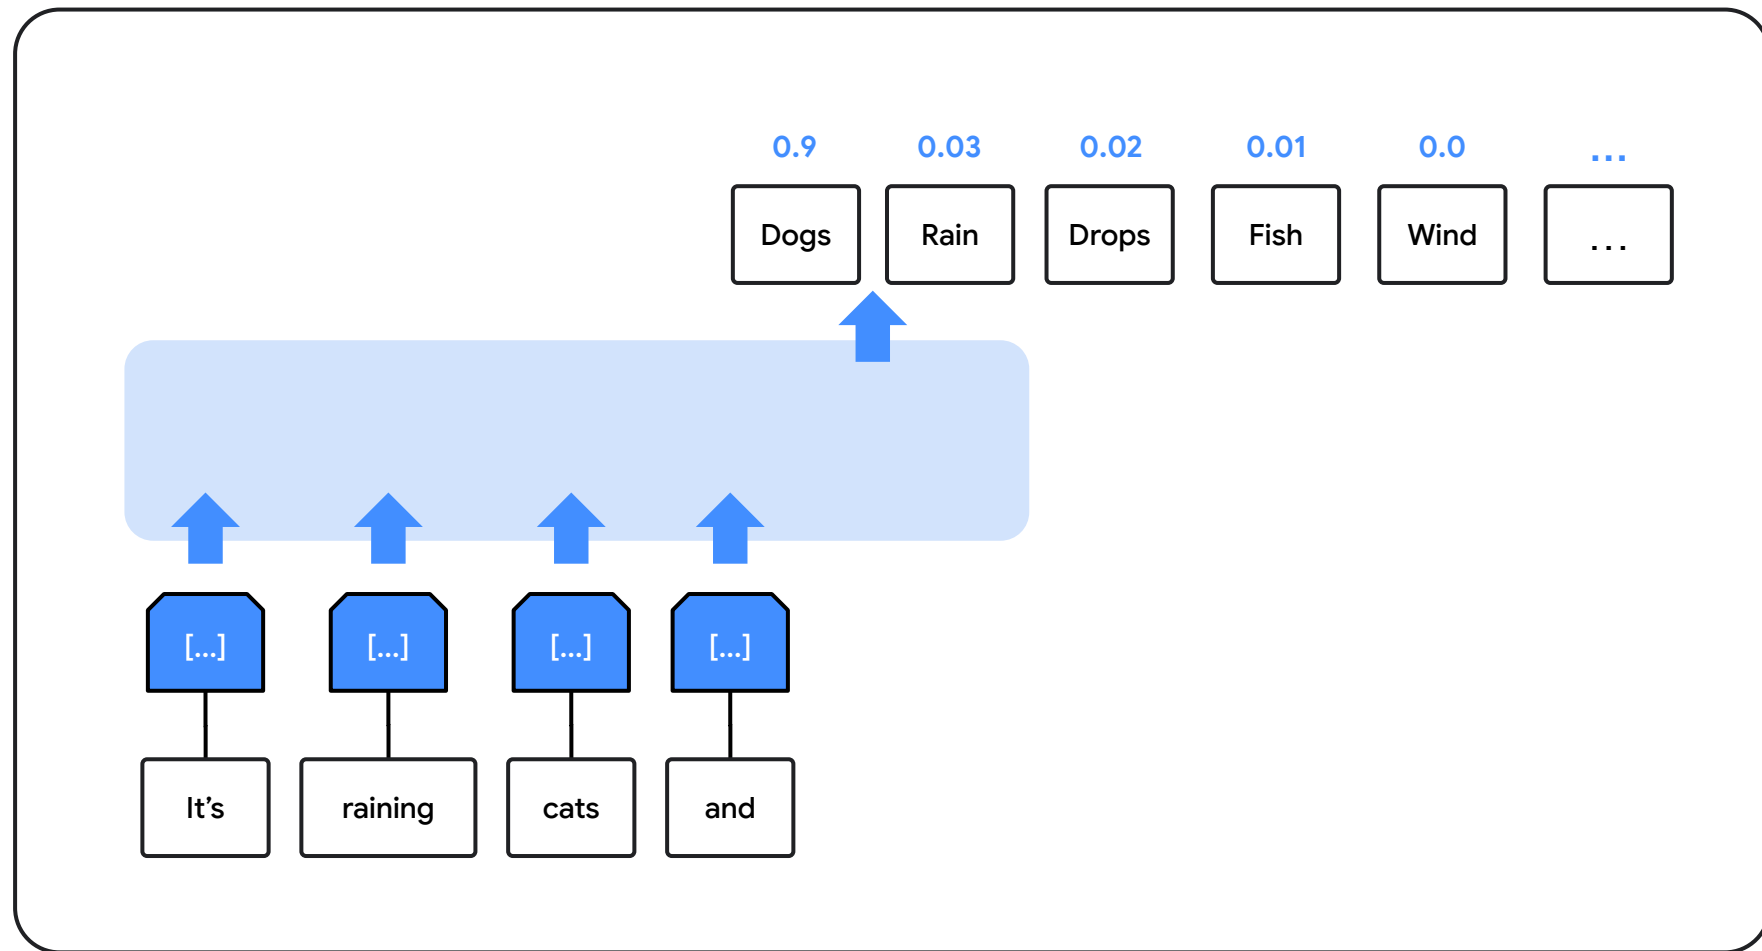 0.9 0.03 0.02 0.01 0.0 ...
Dogs Rain Drops Fish Wind ...
[...] [...] [...] [...]
It’s raining cats and